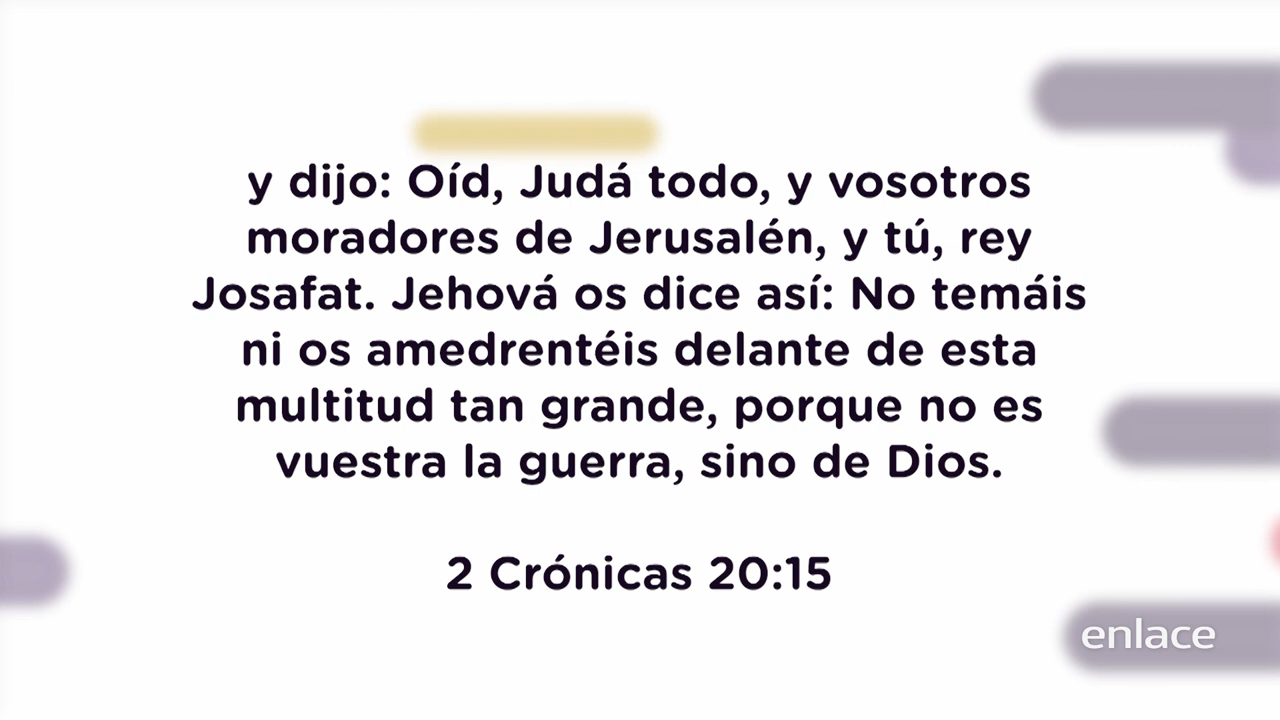 y dijo: Oíd, Judá todo, y vosotros
moradores de Jerusalén, y tú, rey
Josafat. Jehová os dice así: No temáis
ni os amedrentéis delante de esta
multitud tan grande, porque no es
vuestra la guerra, sino de Dios.
2 Crónicas 20:15
enlace